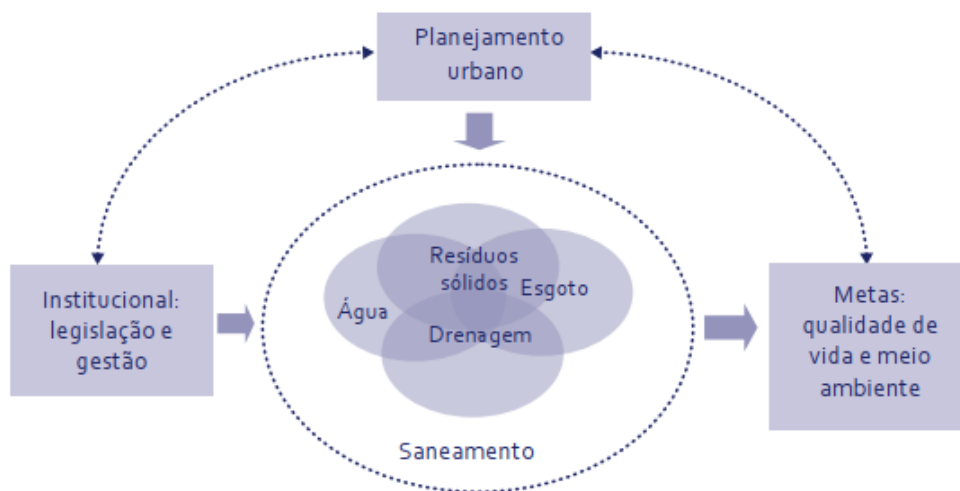 Planejamento
urbano
Institucional:
legislação e
gestão
Resíduos
sólidos
Água
Esgoto
Drenagem
Saneamento
Metas:
qualidade de
vida e meio
ambiente